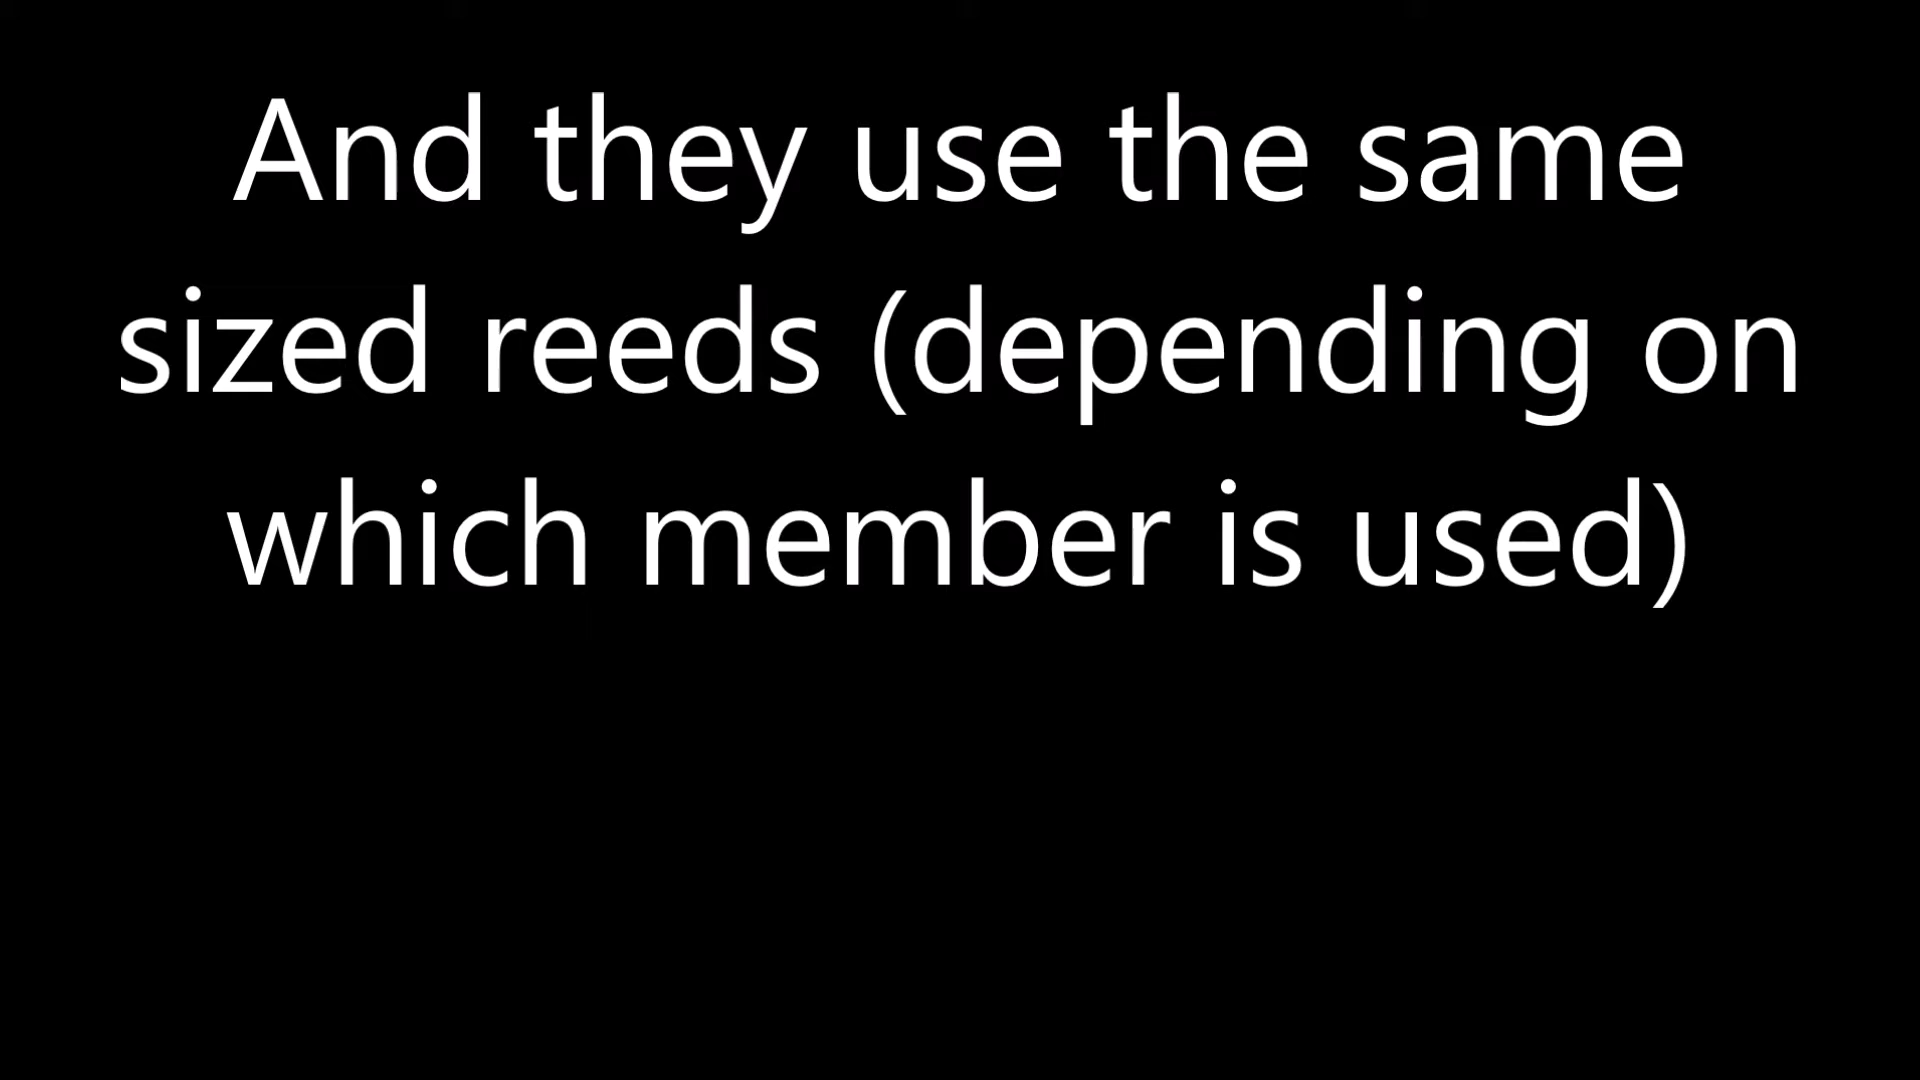 And they use the same
sized reeds (depending on
which member is used)